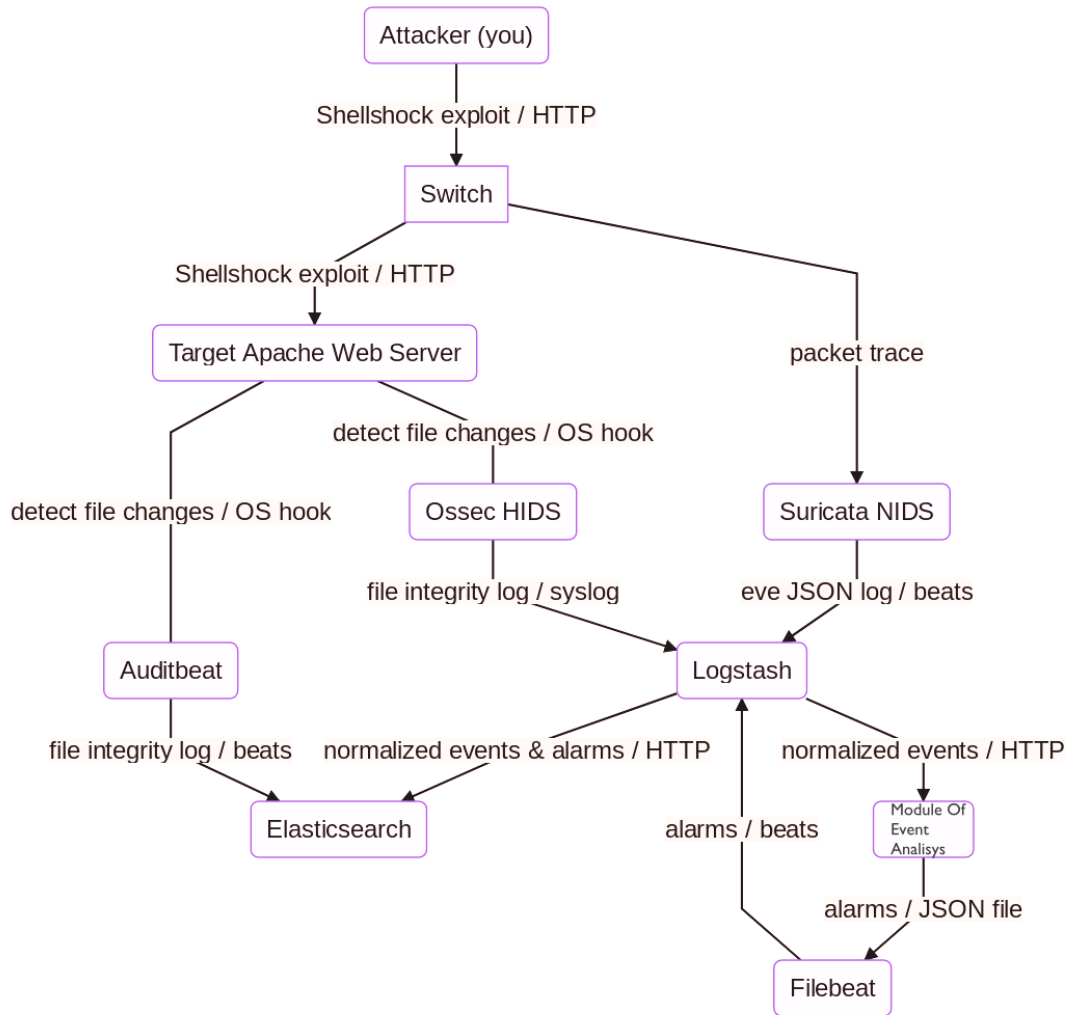 Attacker (you)
Shellshock exploit / HTTP
Switch
Shellshock exploit / HTTP
Target Apache Web Server
packet trace
detect file changes / OS hook
detect file changes / OS hook
Ossec HIDS
Suricata NIDS
file integrity log / syslog
eve JSON log / beats
Auditbeat
Logstash
file integrity log / beats
normalized events & alarms / HTTP
normalized events / HTTP
Elasticsearch
alarms / beats
Module Of
Event
Analisys
alarms / JSON file
Filebeat